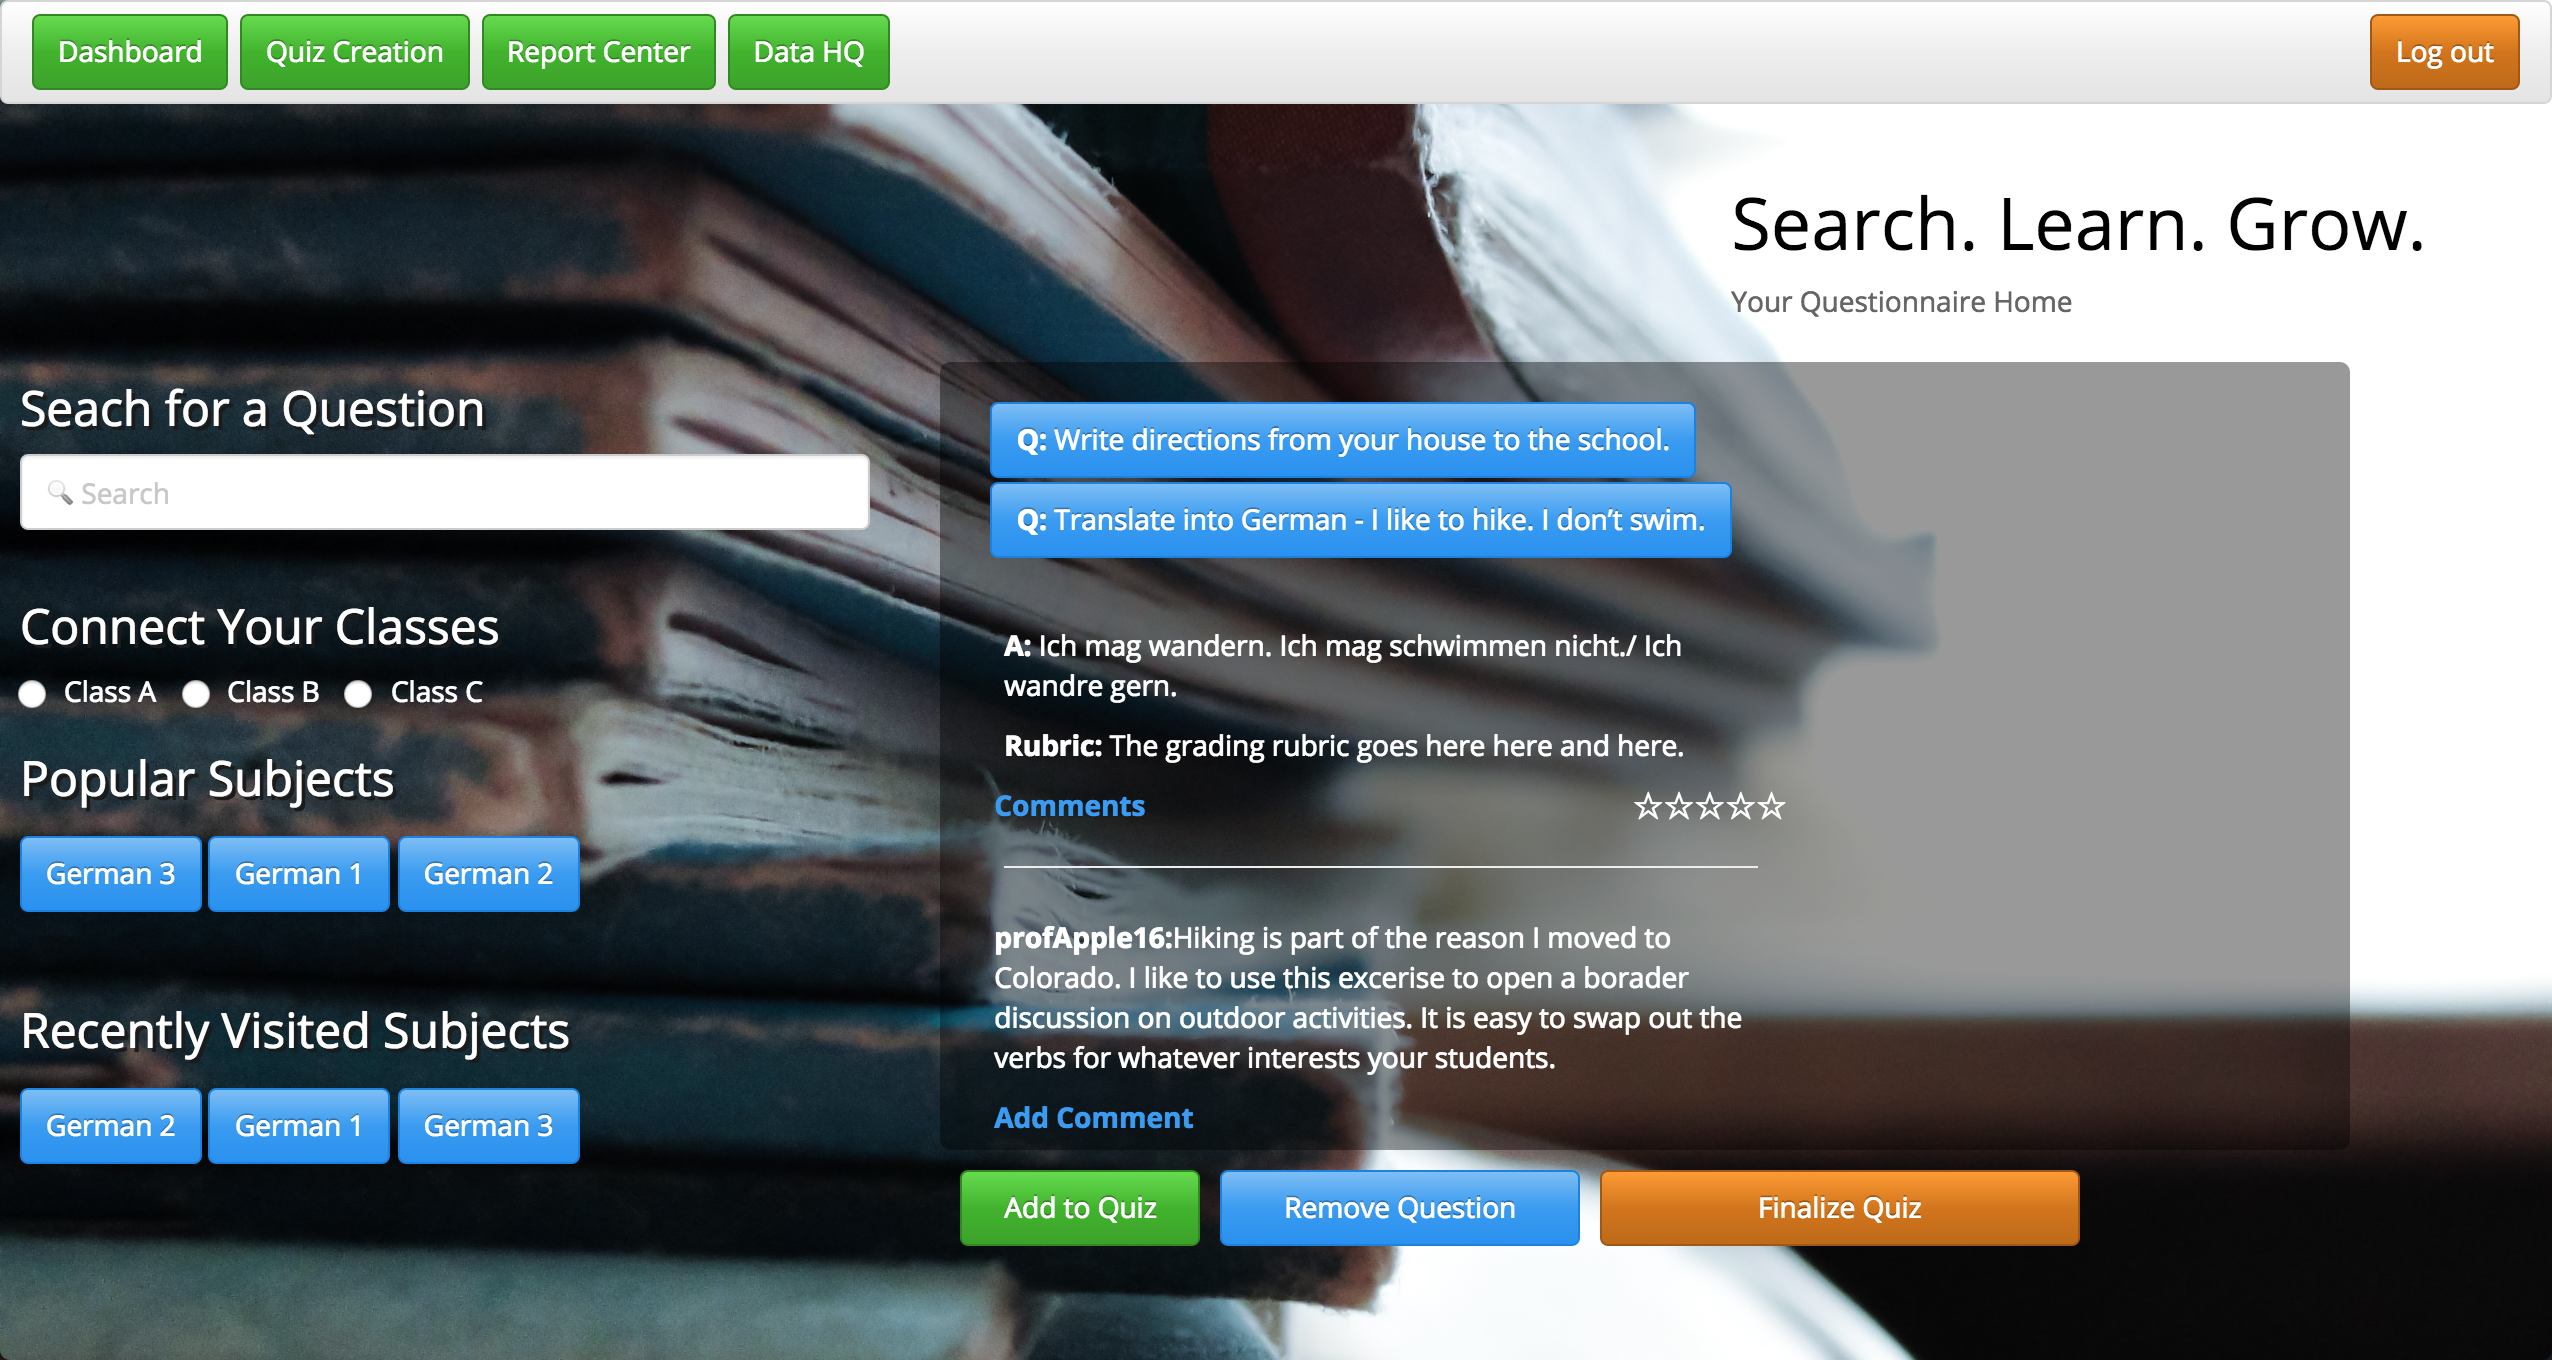 Dashboard Quiz Creation Report Center Data HQ Log out
Search. Learn. Grow.
Your Questionnaire Home
Seach for a Question
Search
Connect Your Classes
Class A Class B Class C
Popular Subjects
German 3 German 1 German 2
Recently Visited Subjects
German 2 German 1 German 3
Q: Write directions from your house to the school.
Q: Translate into German - I like to hike. I don’t swim.
A: Ich mag wandern. Ich mag schwimmen nicht./ Ich
wandre gern.
Rubric: The grading rubric goes here here and here.
Comments ☆☆☆☆☆
profApple16:Hiking is part of the reason I moved to
Colorado. I like to use this excerise to open a borader
discussion on outdoor activities. It is easy to swap out the
verbs for whatever interests your students.
Add Comment
Add to Quiz Remove Question Finalize Quiz